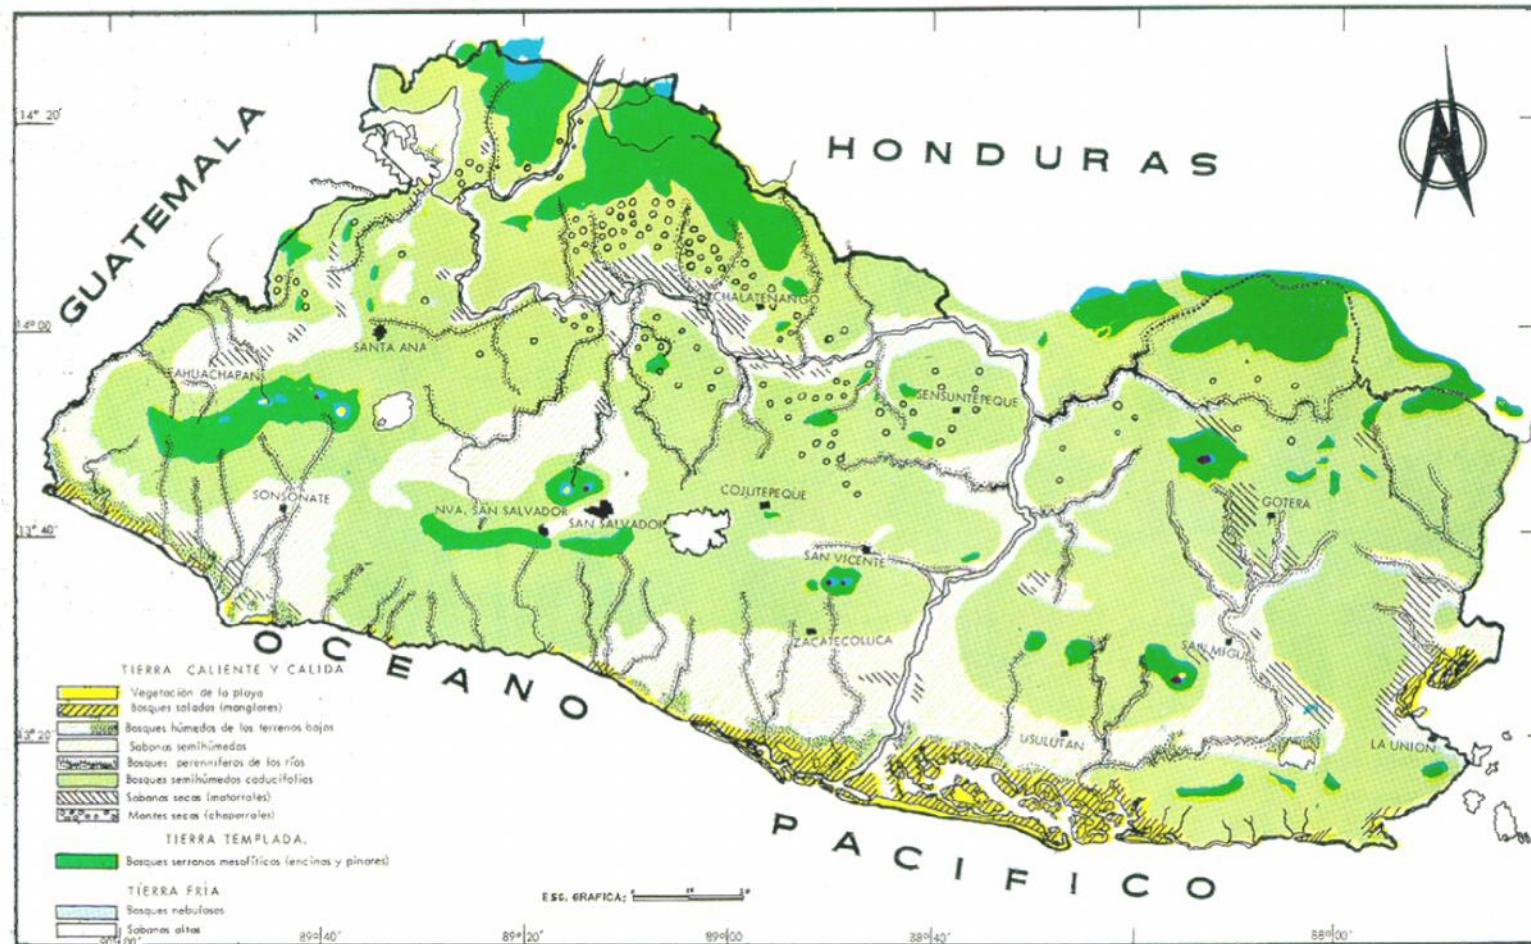 14° 20'
GUATEMALA
HONDURAS
CHALATENANGO
14° 00
SANTA ANA
AHUACHAPAN
SENSUNTEPEQUE
SONSONATE
COJUTEPEQUE
GOTERA
NVA. SAN SALVADOR
SAN SALVADOR
13° 40'
SAN VICENTE
ZACATECOLUCA
SAN MIGUEL
OCEANO
PACIFICO
USULUTAN
LA UNION
13° 20'
TIERRA CALIENTE Y CALIDA
Vegetación de la playa
Bosques salados (manglares)
Bosques húmedos de los terrenos bajos
Sabanas semihúmedas
Bosques perennifores de los ríos
Bosques semihúmedos caducifolios
Sabanas secas (matorrales)
Montes secos (chaparrales)
TIERRA TEMPLADA.
Bosques serranos mesofíticos (encinos y pinares)
TIERRA FRIA
Bosques nebulosos
Sabanas altas
ESC. GRAFICA:
90° 00'
89° 40'
89° 20'
89° 00
88° 40'
88° 00'